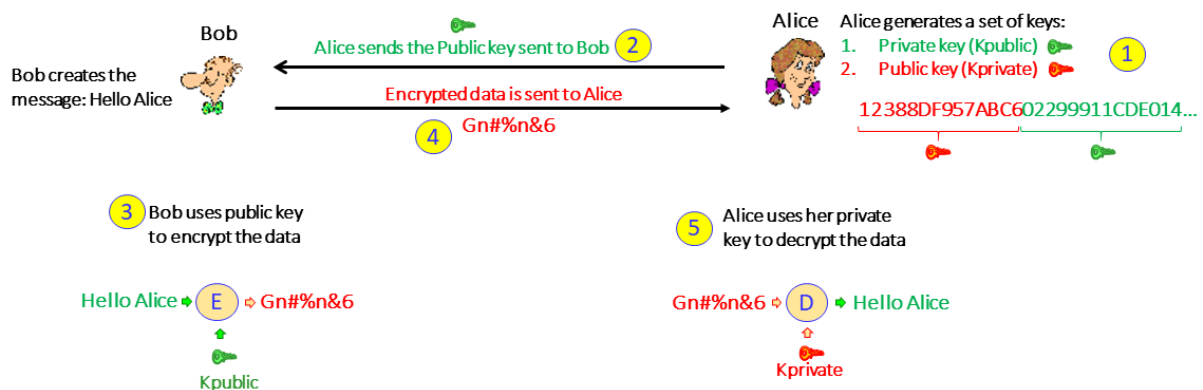 Bob
Alice
Alice generates a set of keys:
1. Private key (Kpublic)
2. Public key (Kprivate)
1
Alice sends the Public key sent to Bob
2
Bob creates the
message: Hello Alice
Encrypted data is sent to Alice
4
Gn#%n&6
12388DF957ABC602299911CDE014...
3
Bob uses public key
to encrypt the data
5
Alice uses her private
key to decrypt the data
Hello Alice
E
Gn#%n&6
Kpublic
Gn#%n&6
D
Hello Alice
Kprivate